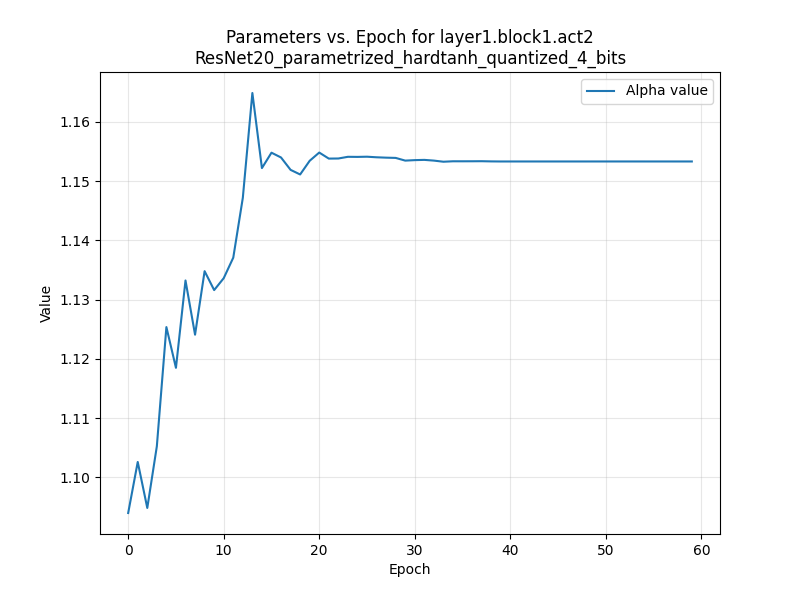 Parameters vs. Epoch for layer1.block1.act2
ResNet20_parametrized_hardtanh_quantized_4_bits
Alpha value
1.16
1.15
1.14
1.13
1.12
1.11
1.10
Value
0 10 20 30 40 50 60
Epoch